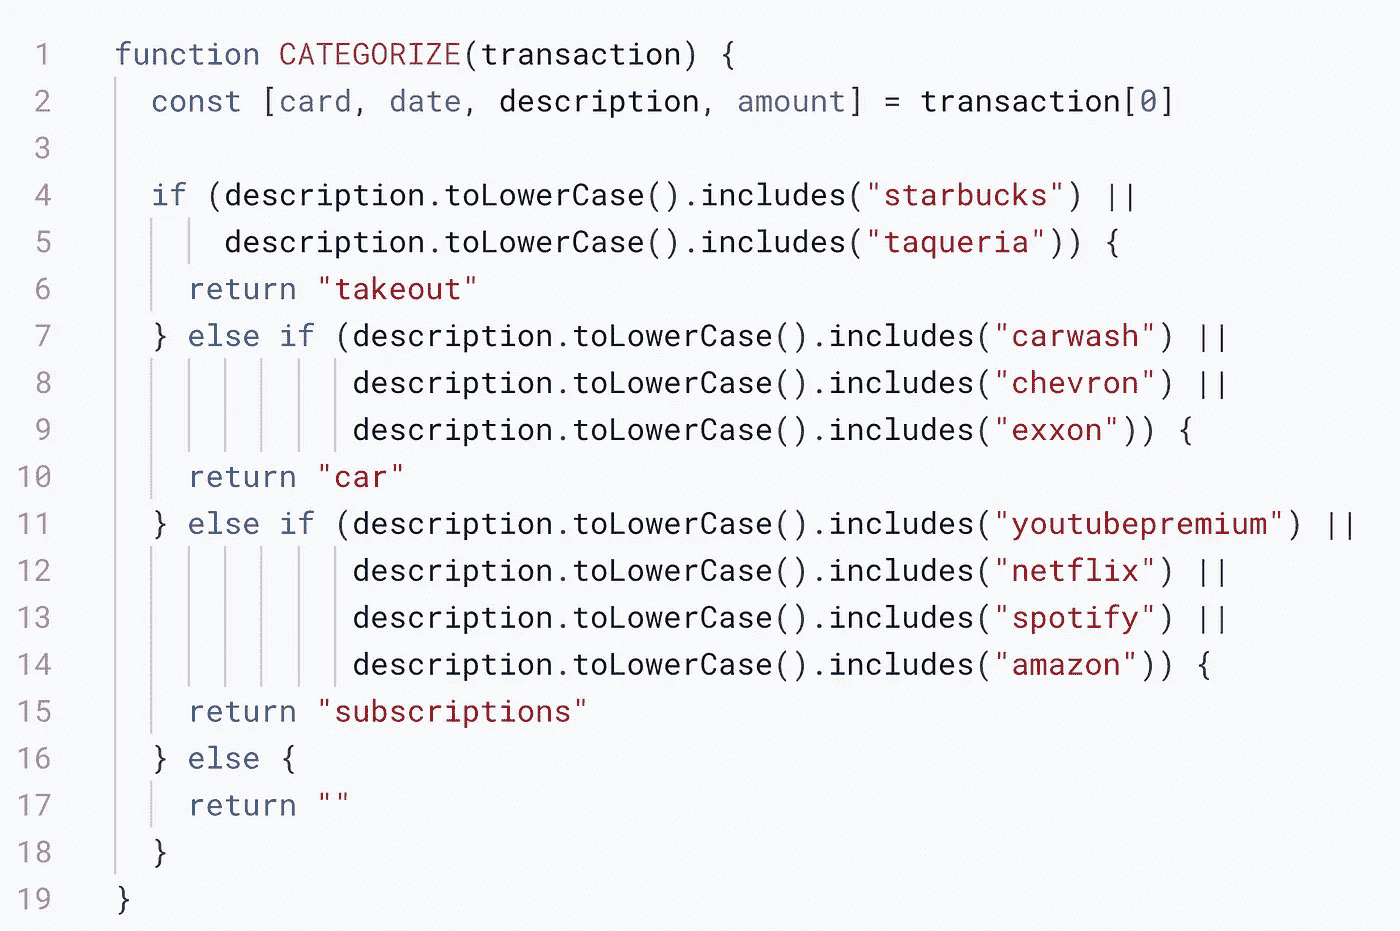 1 function CATEGORIZE(transaction) {
2 const [card, date, description, amount] = transaction[0]
3
4 if (description.toLowerCase().includes("starbucks") ||
5 description.toLowerCase().includes("taqueria")) {
6 return "takeout"
7 } else if (description.toLowerCase().includes("carwash") ||
8 description.toLowerCase().includes("chevron") ||
9 description.toLowerCase().includes("exxon")) {
10 return "car"
11 } else if (description.toLowerCase().includes("youtubepremium") ||
12 description.toLowerCase().includes("netflix") ||
13 description.toLowerCase().includes("spotify") ||
14 description.toLowerCase().includes("amazon")) {
15 return "subscriptions"
16 } else {
17 return ""
18 }
19 }